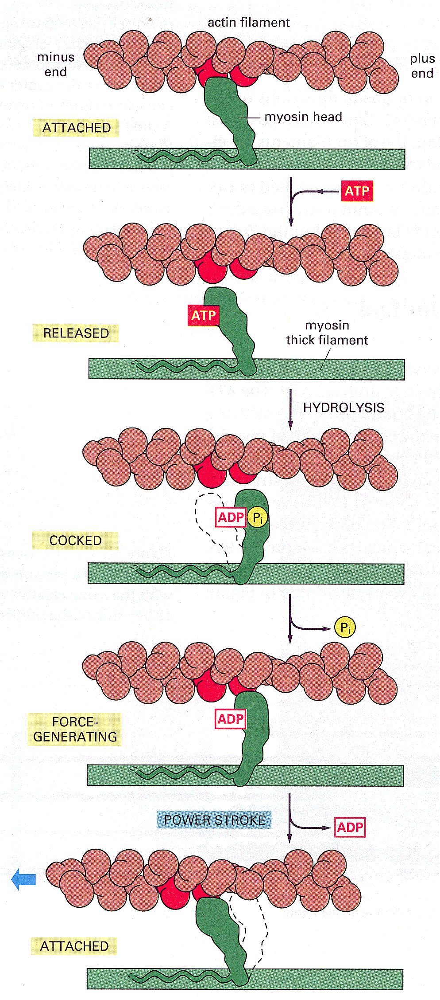 actin filament
minus
end
plus
end
myosin head
ATTACHED
ATP
ATP
RELEASED
myosin
thick filament
HYDROLYSIS
ADP
Pi
COCKED
Pi
FORCE-
GENERATING
ADP
POWER STROKE
ADP
ATTACHED